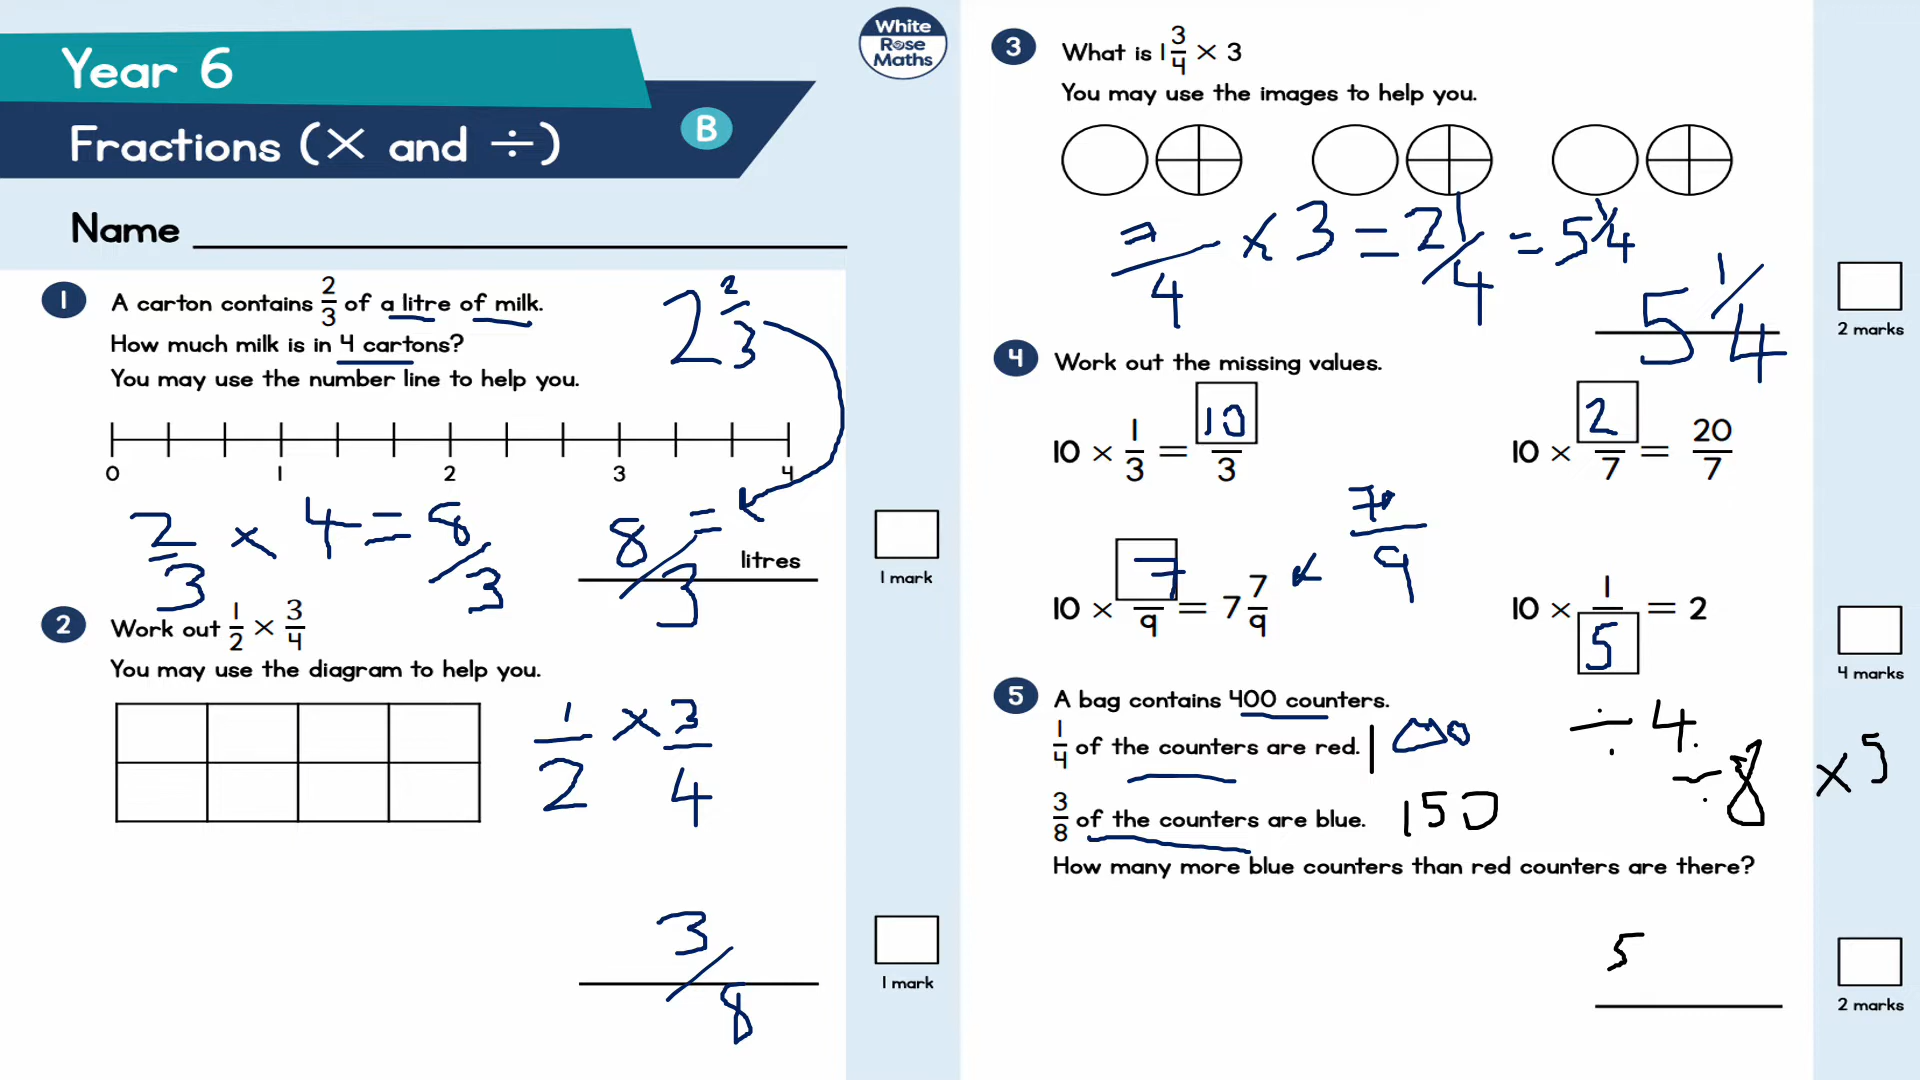 White
Rose
Maths
Year 6
Fractions (× and ÷)
B
Name
1
A carton contains 2/3 of a litre of milk.
How much milk is in 4 cartons?
You may use the number line to help you.
2 2/3
0 1 2 3 4
2/3 × 4 = 8/3
8/3 =
litres
1 mark
2
Work out 1/2 × 3/4
You may use the diagram to help you.
1/2 × 3/4
3/8
1 mark
3
What is 1 3/4 × 3
You may use the images to help you.
7/4 × 3 = 21/4 = 5 1/4
5 1/4
2 marks
4
Work out the missing values.
10 × 1/3 = 10/3
10 × 2/7 = 20/7
70/9
10 × 7/9 = 7 7/9
10 × 1/5 = 2
4 marks
5
A bag contains 400 counters.
1/4 of the counters are red. 100
÷ 4
÷ 8 × 5
3/8 of the counters are blue. 150
How many more blue counters than red counters are there?
5
2 marks